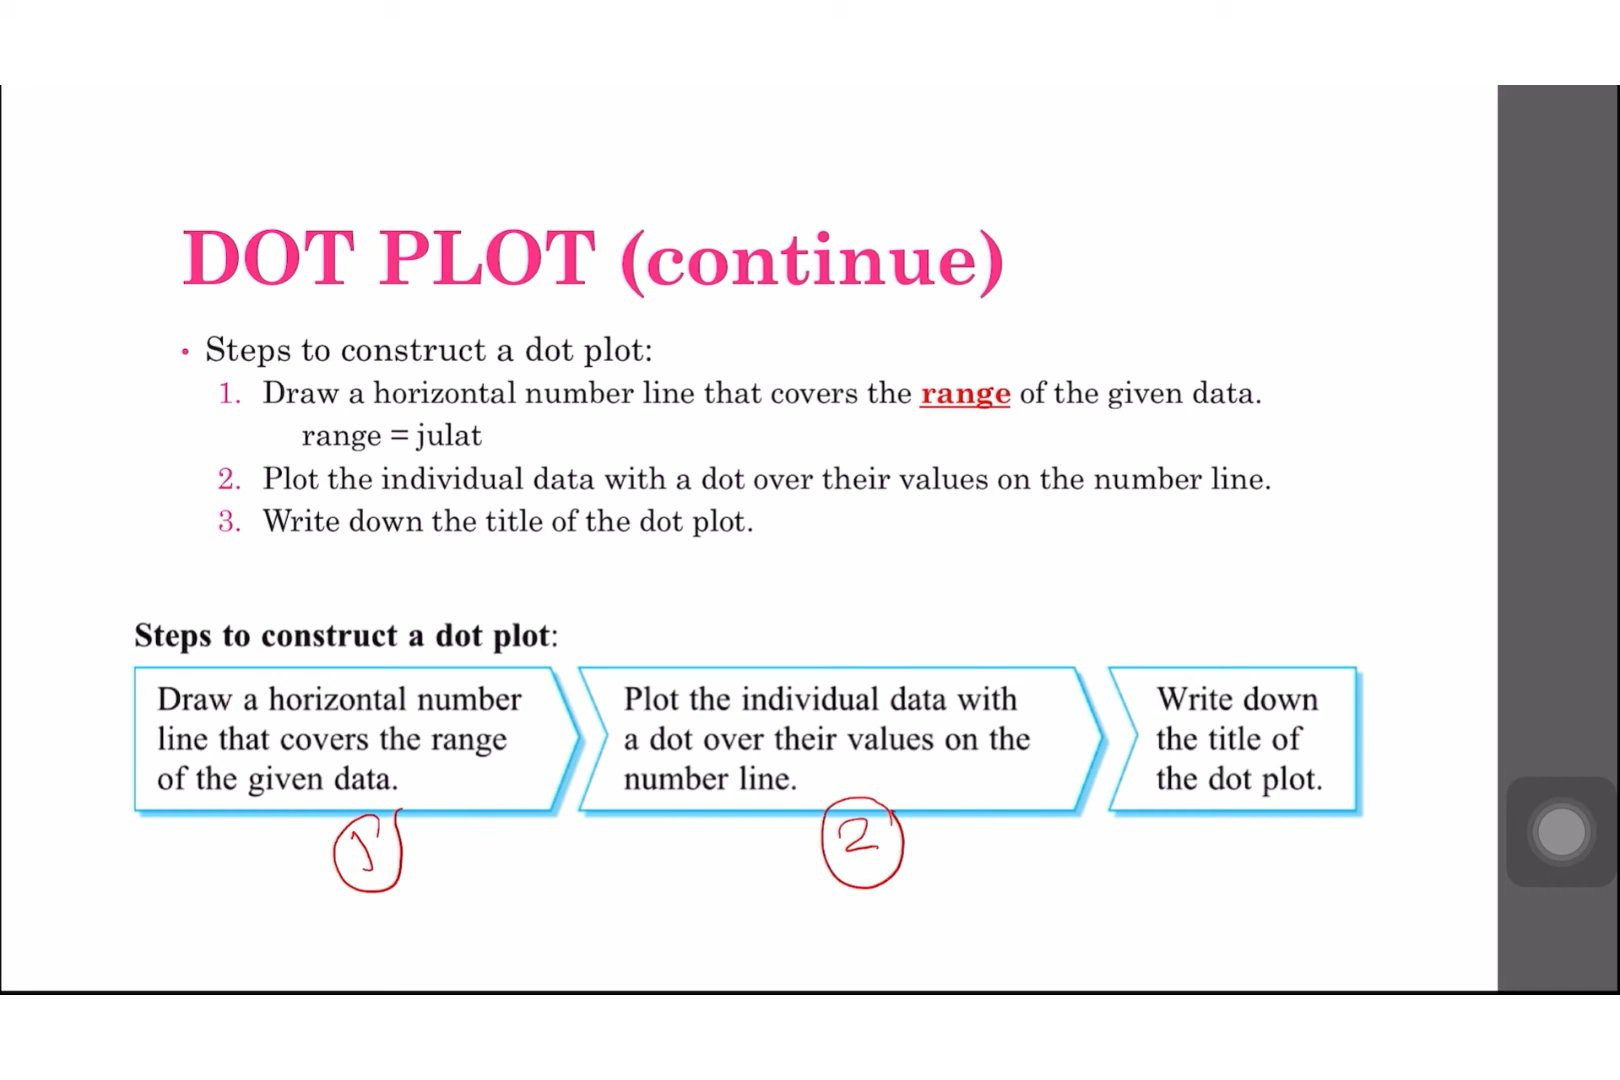 DOT PLOT (continue)
• Steps to construct a dot plot:
1. Draw a horizontal number line that covers the range of the given data.
range = julat
2. Plot the individual data with a dot over their values on the number line.
3. Write down the title of the dot plot.
Steps to construct a dot plot:
Draw a horizontal number
line that covers the range
of the given data.
Plot the individual data with
a dot over their values on the
number line.
Write down
the title of
the dot plot.
1
2